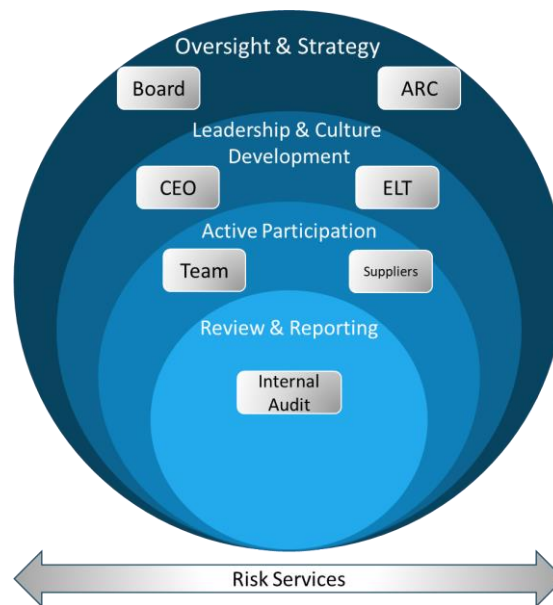 Oversight & Strategy
Board
ARC
Leadership & Culture
Development
CEO
ELT
Active Participation
Team
Suppliers
Review & Reporting
Internal
Audit
Risk Services